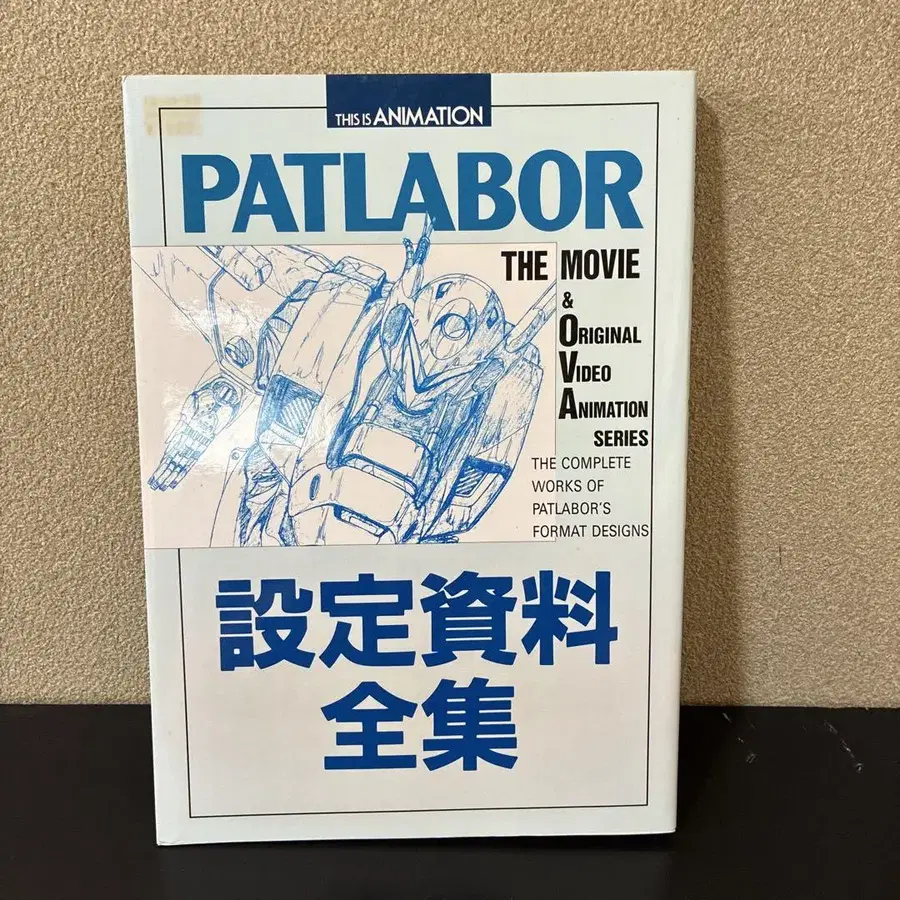 THIS IS ANIMATION
PATLABOR
THE MOVIE
&
ORIGINAL
VIDEO
ANIMATION
SERIES
THE COMPLETE
WORKS OF
PATLABOR'S
FORMAT DESIGNS
設定資料
全集